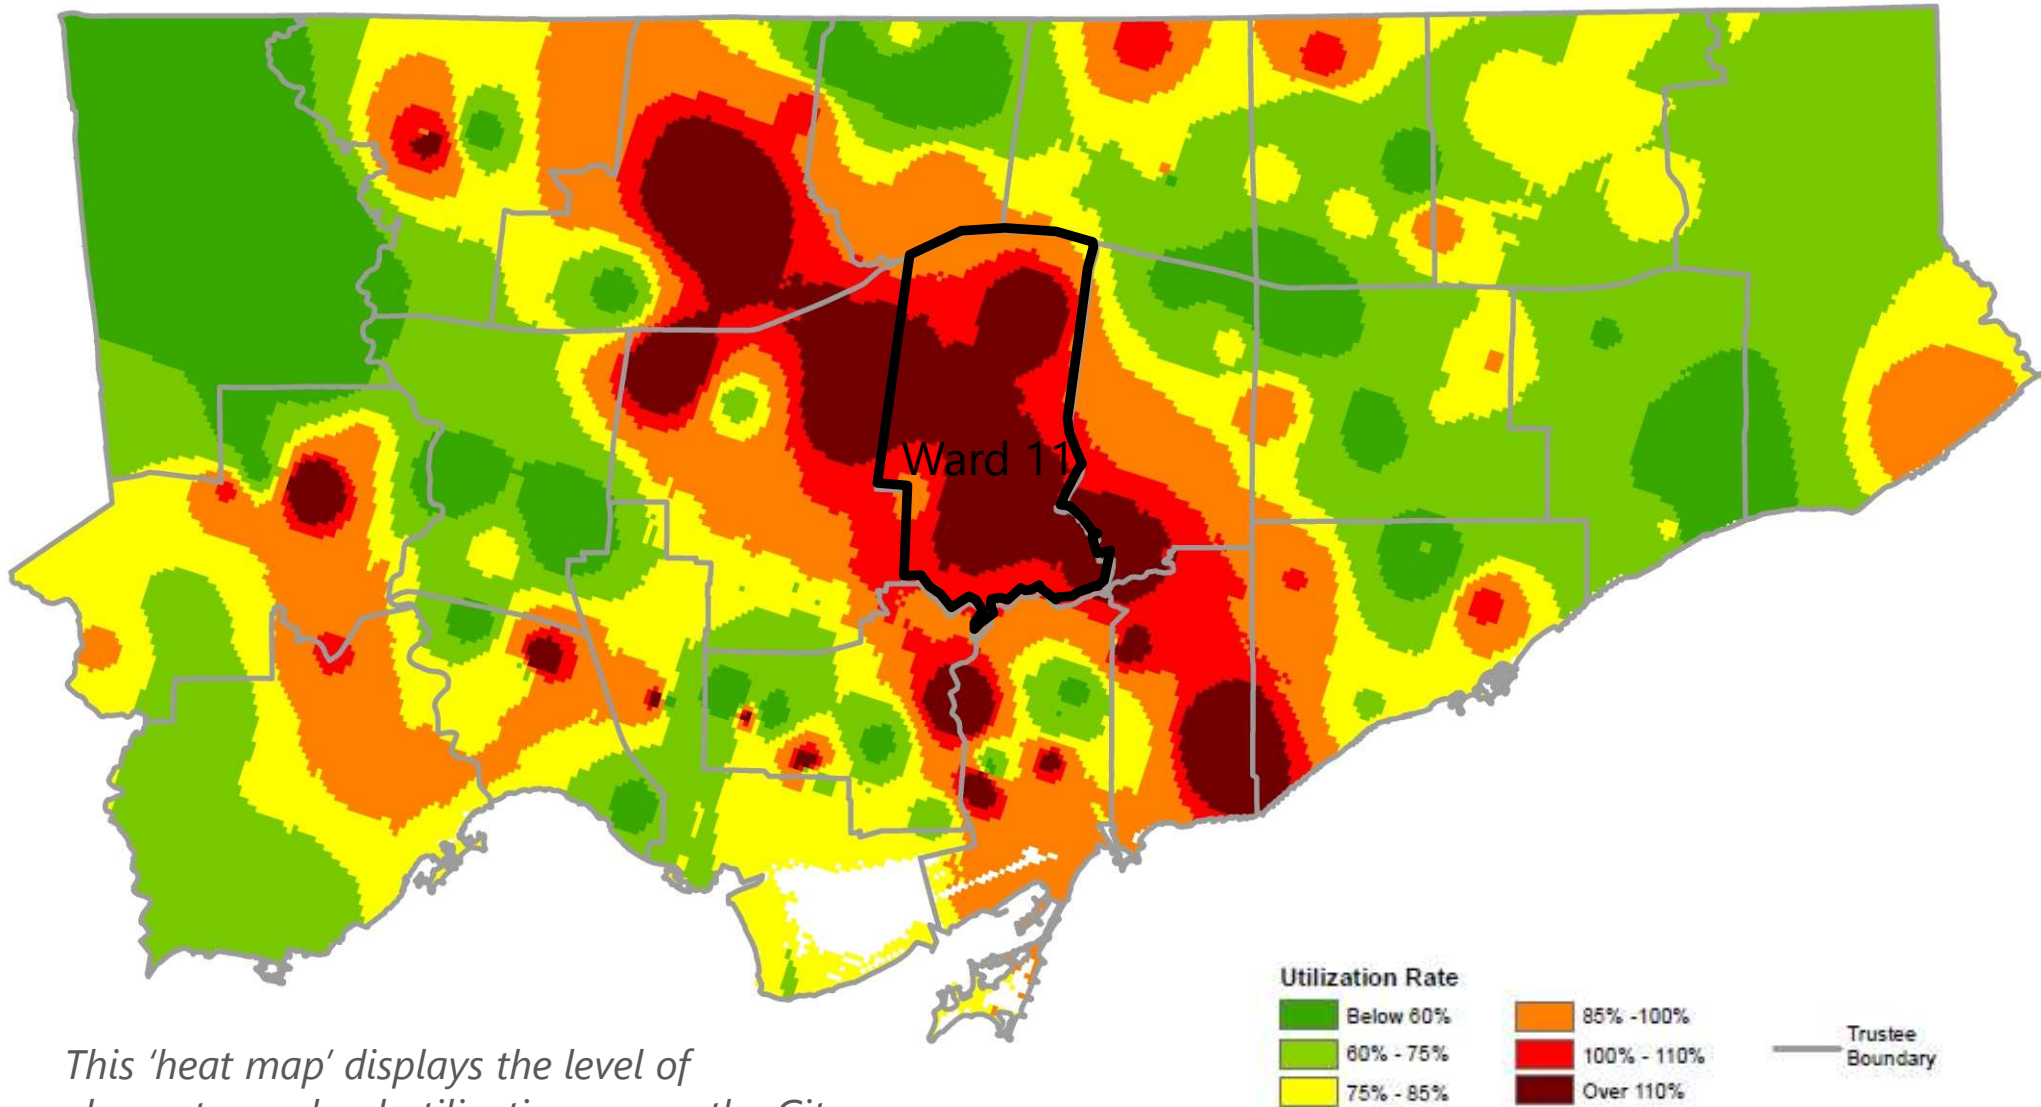 Ward 11
Utilization Rate
Below 60%
60% - 75%
75% - 85%
85% -100%
100% - 110%
Over 110%
Trustee
Boundary
This ‘heat map’ displays the level of